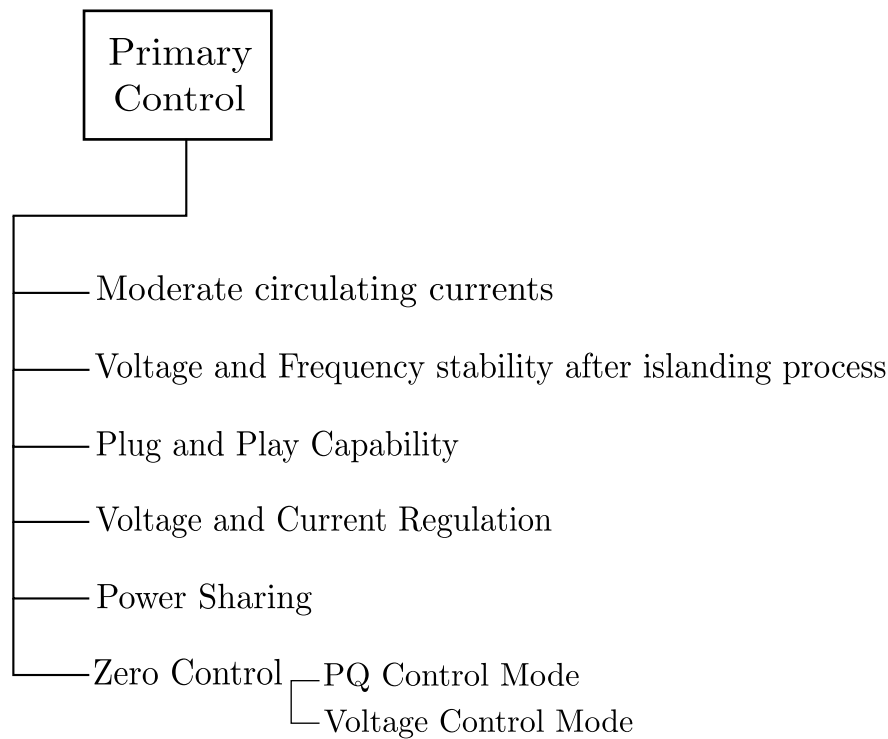 Primary
Control
Moderate circulating currents
Voltage and Frequency stability after islanding process
Plug and Play Capability
Voltage and Current Regulation
Power Sharing
Zero Control
PQ Control Mode
Voltage Control Mode